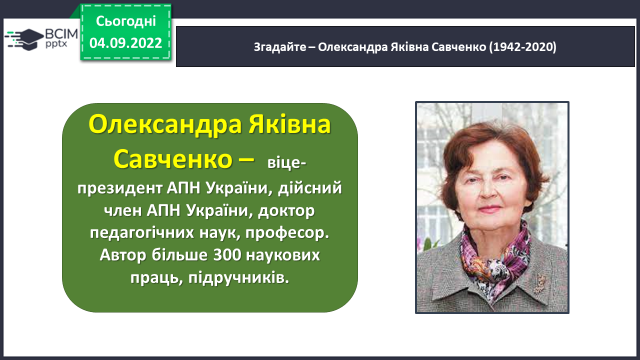 Сьогодні
04.09.2022
BCIM
pptx
Згадайте – Олександра Яківна Савченко (1942-2020)
Олександра Яківна
Савченко – віце-
президент АПН України, дійсний
член АПН України, доктор
педагогічних наук, професор.
Автор більше 300 наукових
праць, підручників.